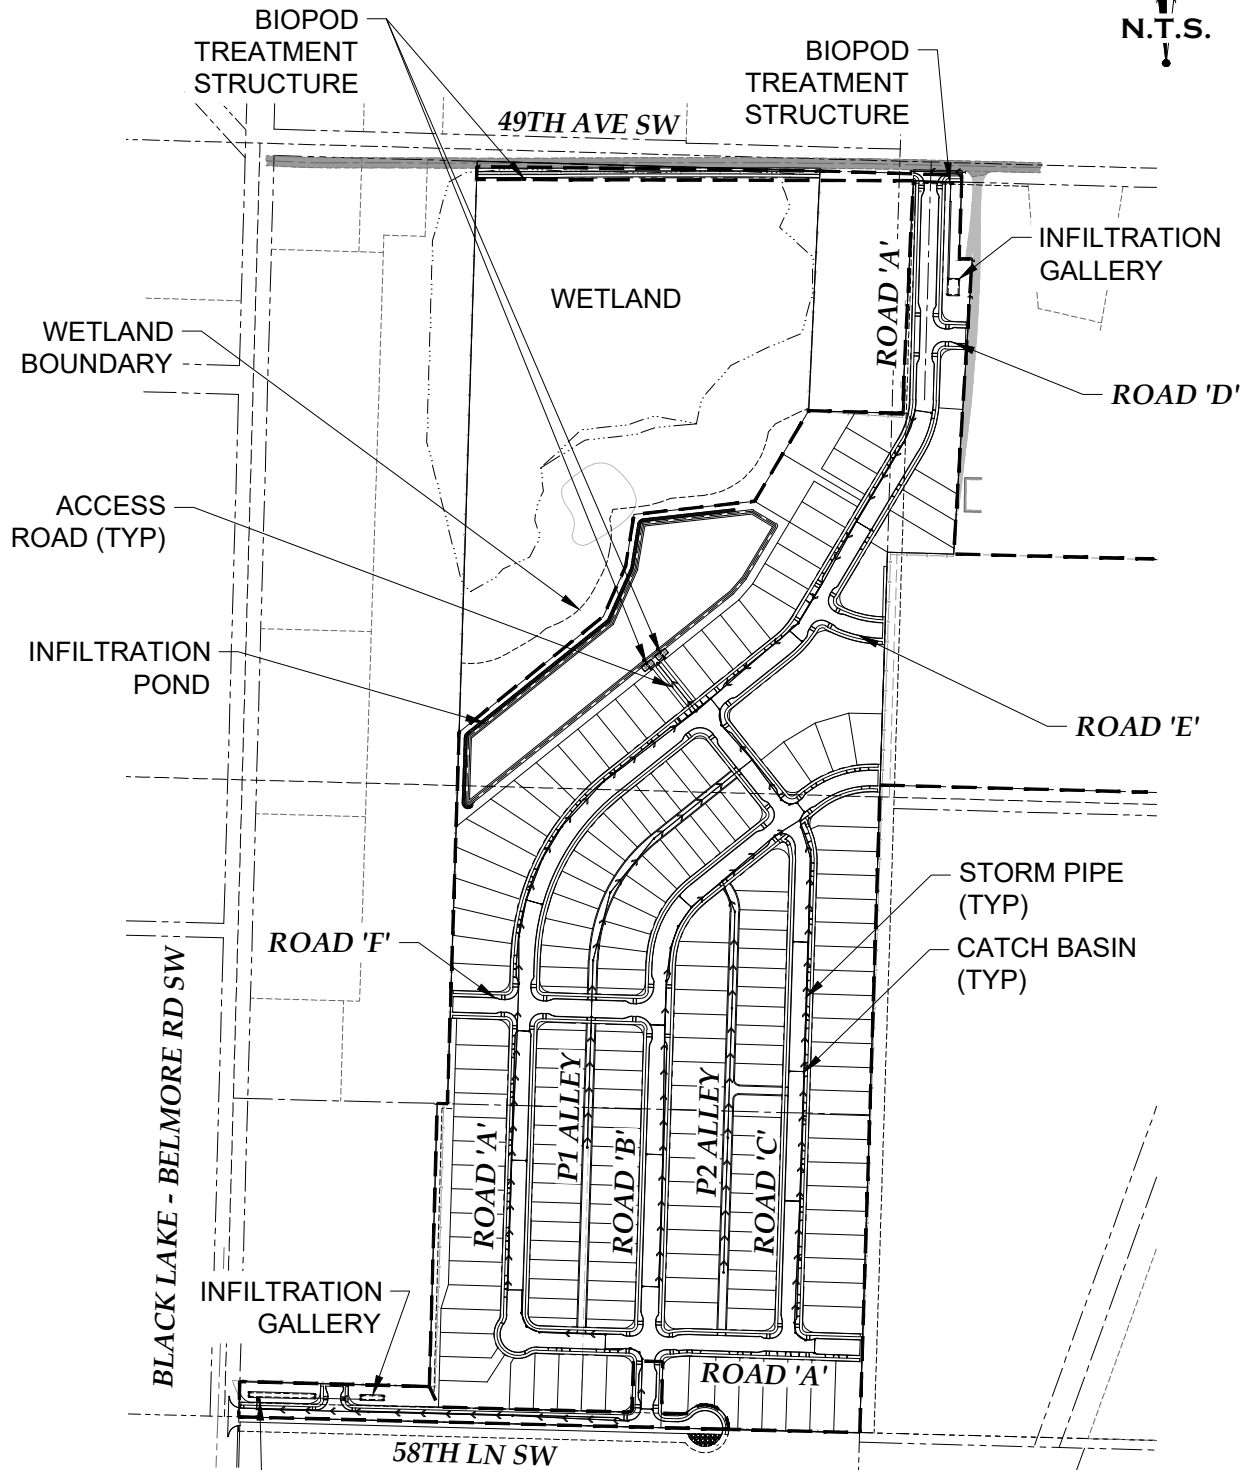 N.T.S.
BIOPOD
TREATMENT
STRUCTURE
BIOPOD
TREATMENT
STRUCTURE
49TH AVE SW
INFILTRATION
GALLERY
ROAD 'A'
WETLAND
WETLAND
BOUNDARY
ROAD 'D'
ACCESS
ROAD (TYP)
INFILTRATION
POND
ROAD 'E'
STORM PIPE
(TYP)
ROAD 'F'
CATCH BASIN
(TYP)
BLACK LAKE - BELMORE RD SW
ROAD 'A'
P1 ALLEY
ROAD 'B'
P2 ALLEY
ROAD 'C'
INFILTRATION
GALLERY
ROAD 'A'
58TH LN SW